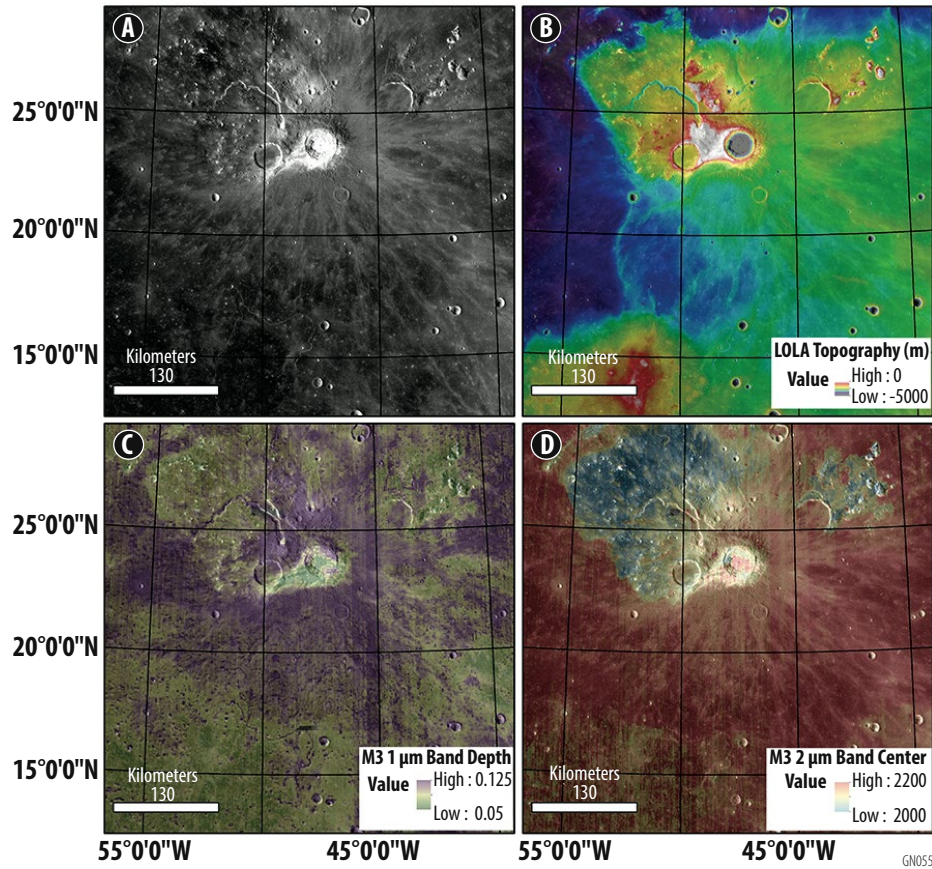 A
B
25°0'0"N
20°0'0"N
15°0'0"N
Kilometers
130
Kilometers
130
LOLA Topography (m)
Value High : 0
Low : -5000
C
D
25°0'0"N
20°0'0"N
15°0'0"N
Kilometers
130
M3 1 µm Band Depth
Value High : 0.125
Low : 0.05
Kilometers
130
M3 2 µm Band Center
Value High : 2200
Low : 2000
55°0'0"W 45°0'0"W 55°0'0"W 45°0'0"W
GN055